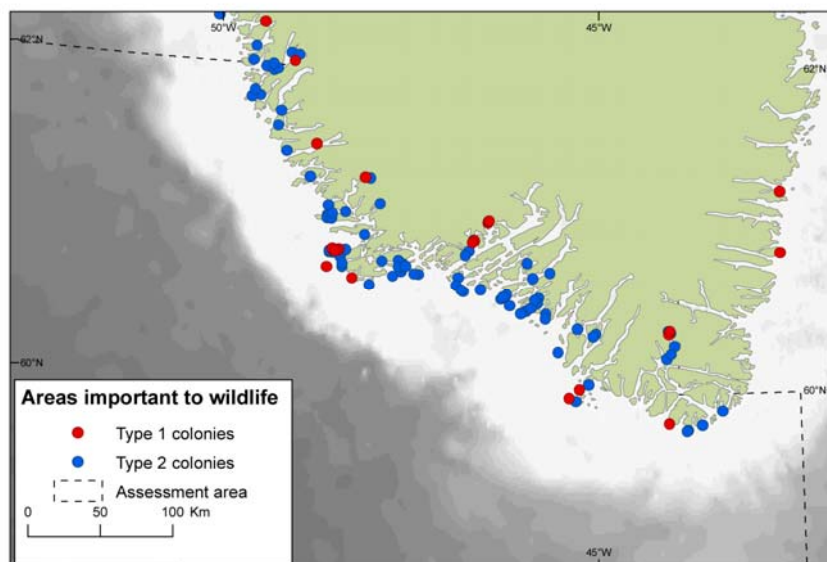 50°W
45°W
62°N
62°N
60°N
60°N
Areas important to wildlife
Type 1 colonies
Type 2 colonies
Assessment area
0 50 100 Km
45°W